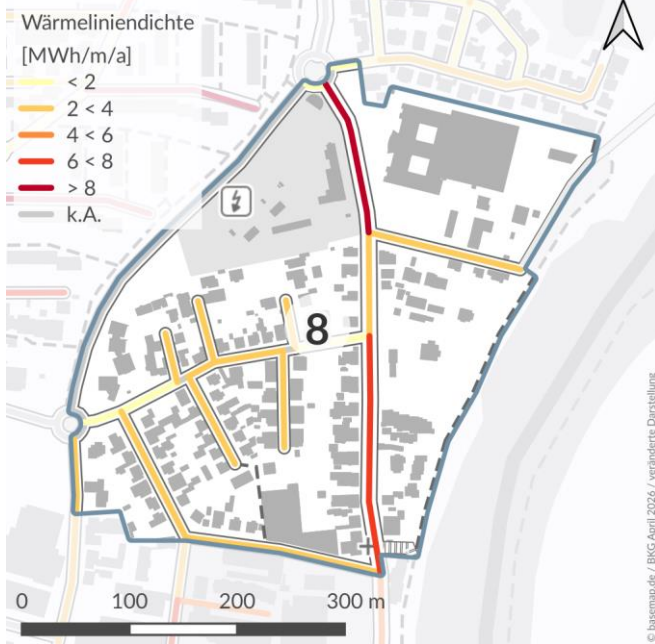 Wärmeliniendichte
[MWh/m/a]
< 2
2 < 4
4 < 6
6 < 8
> 8
k.A.
8
0 100 200 300 m
© basemap.de / BKG April 2026 / veränderte Darstellung